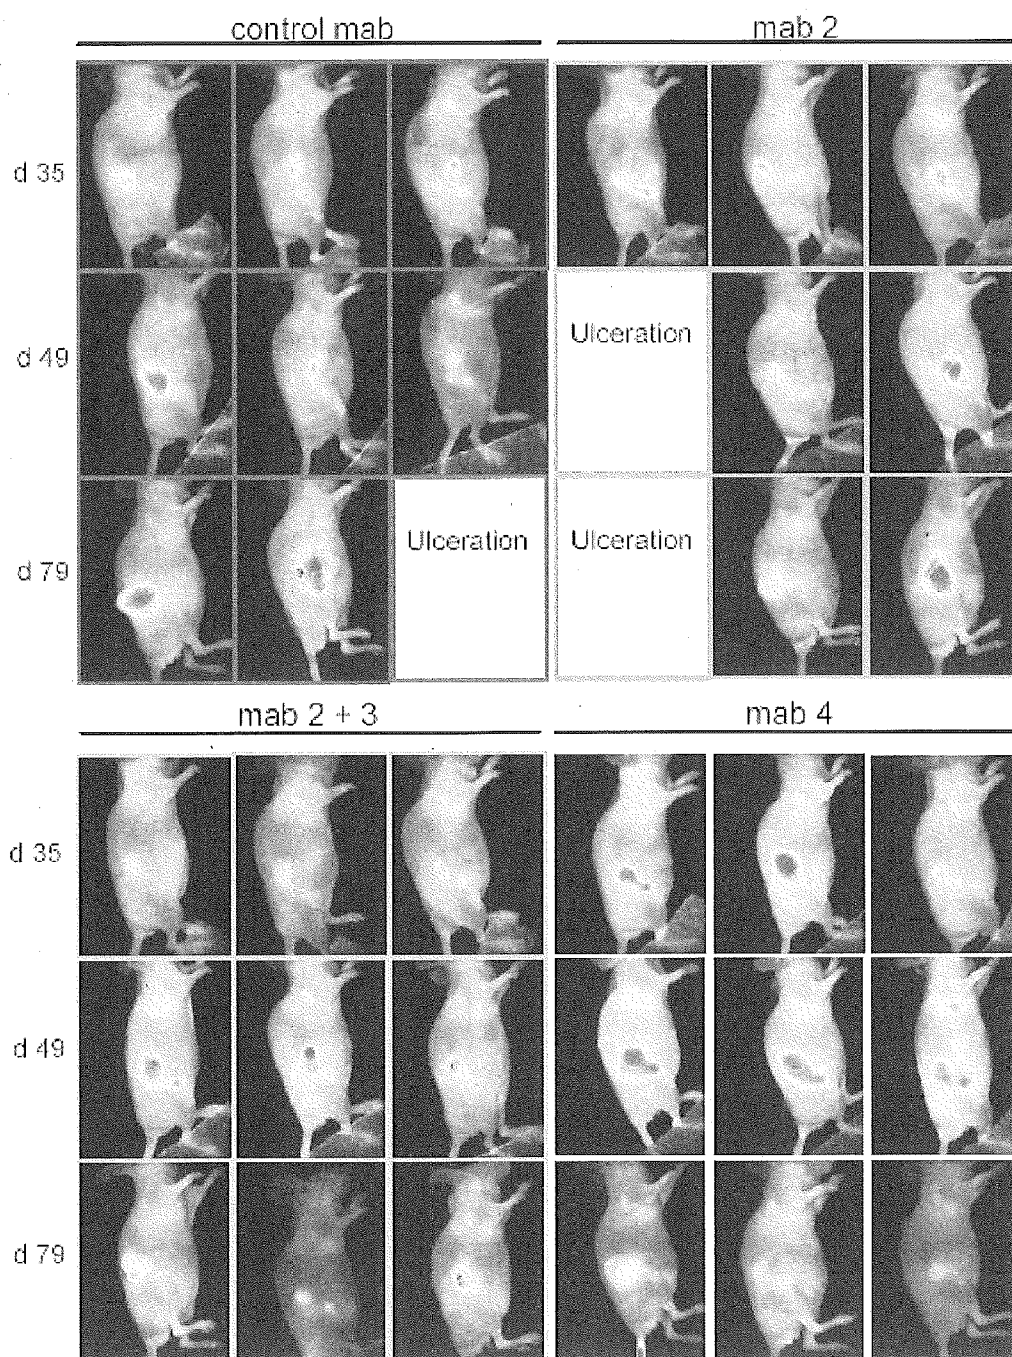 control mab
mab 2
d 35
d 49
Ulceration
d 79
Ulceration
Ulceration
mab 2 + 3
mab 4
d 35
d 49
d 79